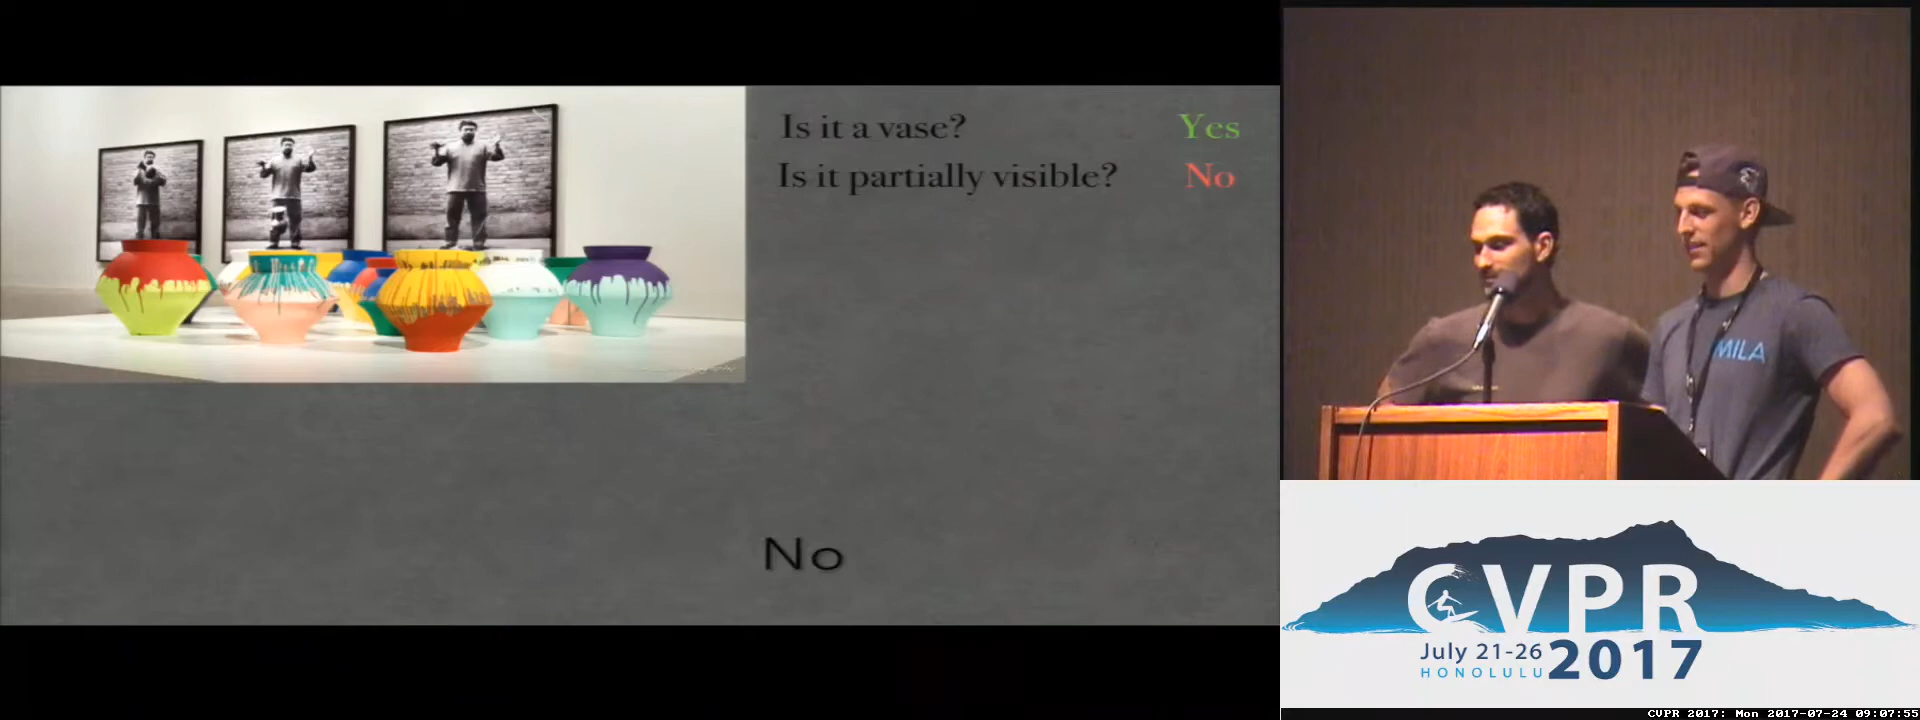 Is it a vase? Yes
Is it partially visible? No
No
MILA
CVPR
July 21-26
HONOLULU
2017
CVPR 2017: Mon 2017-07-24 09:07:55